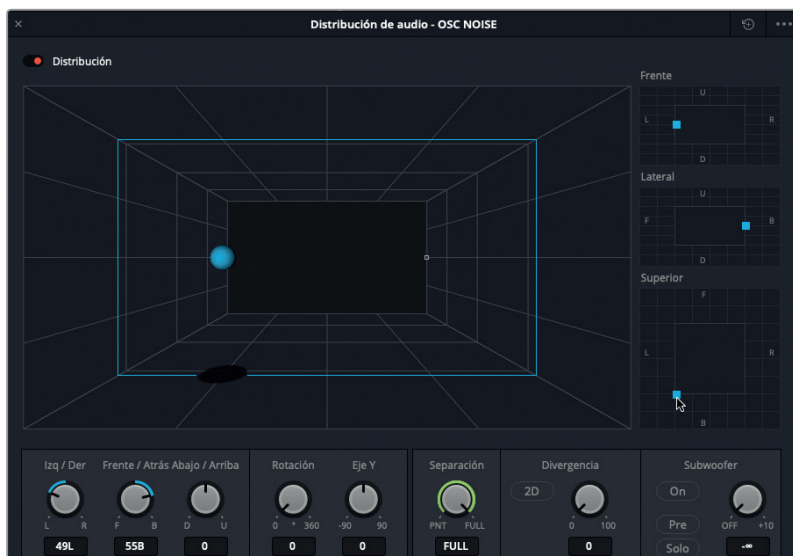 Distribución de audio - OSC NOISE
Distribución
Frente
U
L R
D
Lateral
U
F B
D
Superior
F
L R
B
Izq / Der Frente / Atrás Abajo / Arriba Rotación Eje Y Separación Divergencia Subwoofer
2D On
L R F B D U 0 ° 360 -90 90 PNT FULL 0 100 Pre OFF +10
49L 55B 0 0 0 FULL 0 Solo -∞